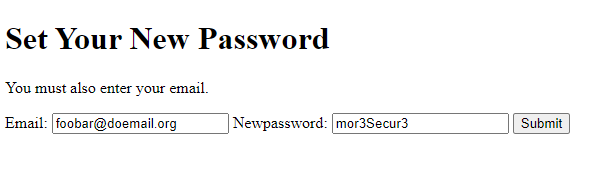 Set Your New Password
You must also enter your email.
Email: foobar@doemail.org Newpassword: mor3Secur3 Submit